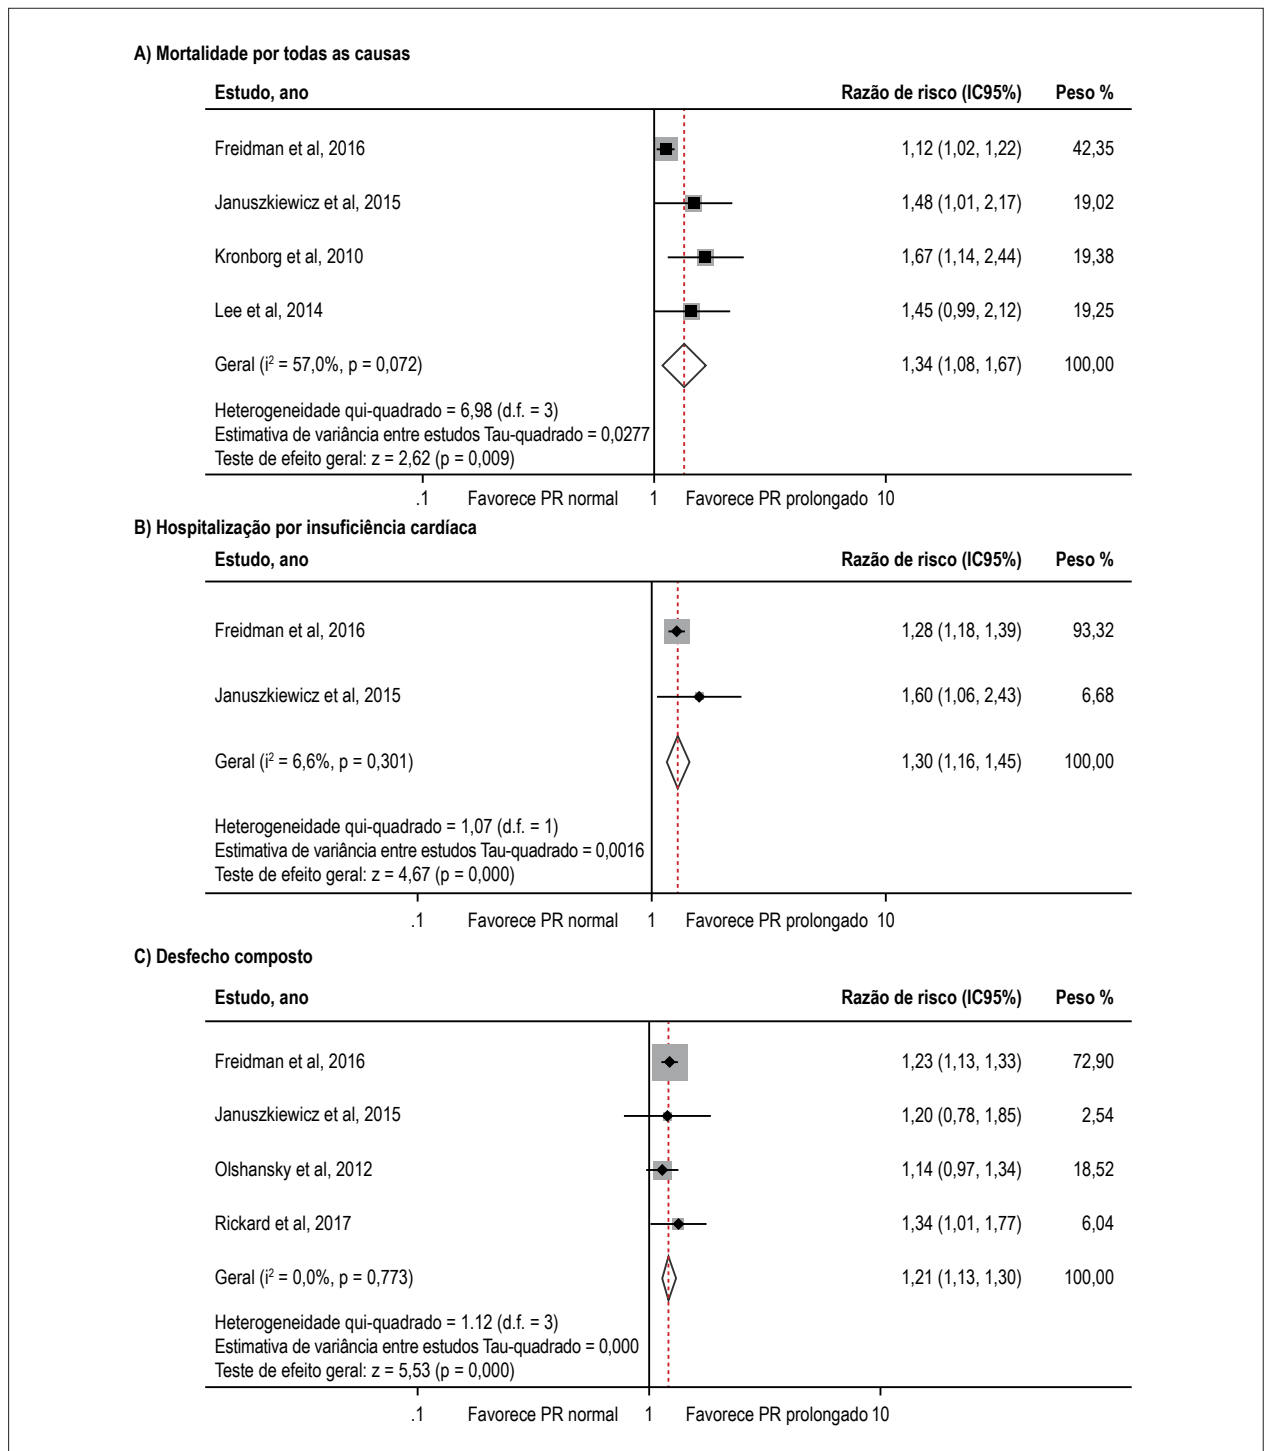 A) Mortalidade por todas as causas
Estudo, ano Razão de risco (IC95%) Peso %
Freidman et al, 2016 1,12 (1,02, 1,22) 42,35
Januszkiewicz et al, 2015 1,48 (1,01, 2,17) 19,02
Kronborg et al, 2010 1,67 (1,14, 2,44) 19,38
Lee et al, 2014 1,45 (0,99, 2,12) 19,25
Geral (i² = 57,0%, p = 0,072) 1,34 (1,08, 1,67) 100,00
Heterogeneidade qui-quadrado = 6,98 (d.f. = 3)
Estimativa de variância entre estudos Tau-quadrado = 0,0277
Teste de efeito geral: z = 2,62 (p = 0,009)
.1 Favorece PR normal 1 Favorece PR prolongado 10
B) Hospitalização por insuficiência cardíaca
Estudo, ano Razão de risco (IC95%) Peso %
Freidman et al, 2016 1,28 (1,18, 1,39) 93,32
Januszkiewicz et al, 2015 1,60 (1,06, 2,43) 6,68
Geral (i² = 6,6%, p = 0,301) 1,30 (1,16, 1,45) 100,00
Heterogeneidade qui-quadrado = 1,07 (d.f. = 1)
Estimativa de variância entre estudos Tau-quadrado = 0,0016
Teste de efeito geral: z = 4,67 (p = 0,000)
.1 Favorece PR normal 1 Favorece PR prolongado 10
C) Desfecho composto
Estudo, ano Razão de risco (IC95%) Peso %
Freidman et al, 2016 1,23 (1,13, 1,33) 72,90
Januszkiewicz et al, 2015 1,20 (0,78, 1,85) 2,54
Olshansky et al, 2012 1,14 (0,97, 1,34) 18,52
Rickard et al, 2017 1,34 (1,01, 1,77) 6,04
Geral (i² = 0,0%, p = 0,773) 1,21 (1,13, 1,30) 100,00
Heterogeneidade qui-quadrado = 1.12 (d.f. = 3)
Estimativa de variância entre estudos Tau-quadrado = 0,000
Teste de efeito geral: z = 5,53 (p = 0,000)
.1 Favorece PR normal 1 Favorece PR prolongado 10